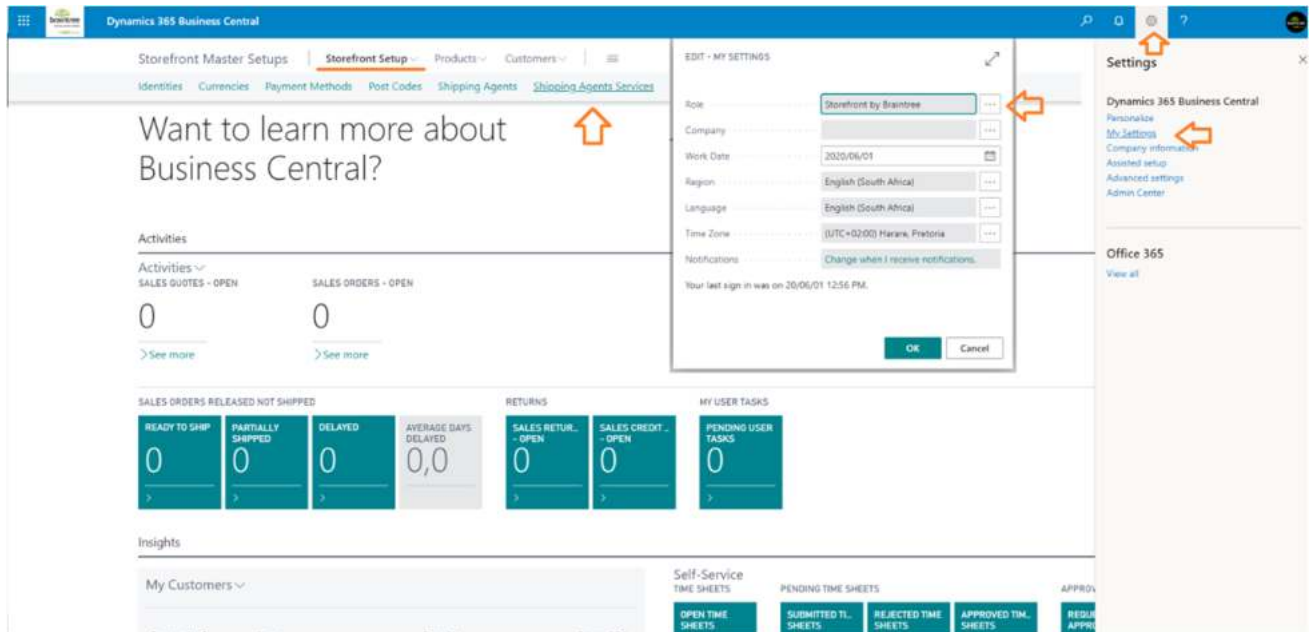 braintree
Dynamics 365 Business Central
?
Storefront Master Setups Storefront Setup Products Customers
Identities Currencies Payment Methods Post Codes Shipping Agents Shipping Agents Services
Want to learn more about
Business Central?
Activities
Activities
SALES QUOTES - OPEN SALES ORDERS - OPEN
0 0
>See more >See more
SALES ORDERS RELEASED NOT SHIPPED RETURNS MY USER TASKS
READY TO SHIP PARTIALLY SHIPPED DELAYED AVERAGE DAYS DELAYED SALES RETUR... - OPEN SALES CREDIT ... - OPEN PENDING USER TASKS
0 0 0 0,0 0 0 0
Insights
My Customers
Self-Service
TIME SHEETS PENDING TIME SHEETS APPROV
OPEN TIME SHEETS SUBMITTED TI... SHEETS REJECTED TIME SHEETS APPROVED TIM... SHEETS REQUE APPRO
EDIT - MY SETTINGS
Role Storefront by Braintree ...
Company ...
Work Date 2020/06/01
Region English (South Africa) ...
Language English (South Africa) ...
Time Zone (UTC+02:00) Harare, Pretoria ...
Notifications Change when I receive notifications.
Your last sign in was on 20/06/01 12:56 PM.
OK Cancel
Settings
Dynamics 365 Business Central
Personalize
My Settings
Company information
Assisted setup
Advanced settings
Admin Center
Office 365
View all